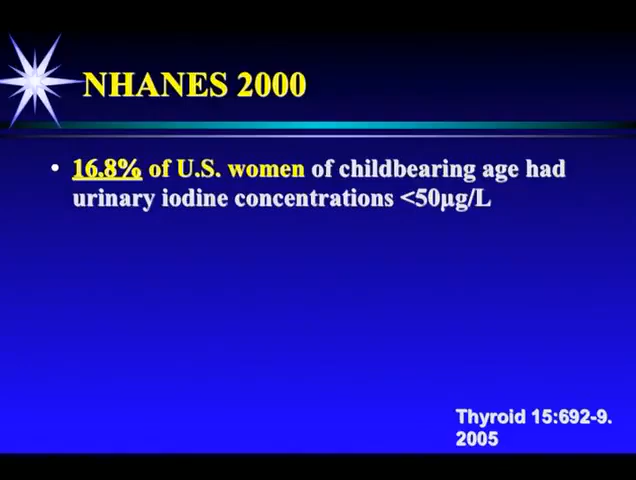 NHANES 2000
• 16.8% of U.S. women of childbearing age had
urinary iodine concentrations <50µg/L
Thyroid 15:692-9.
2005